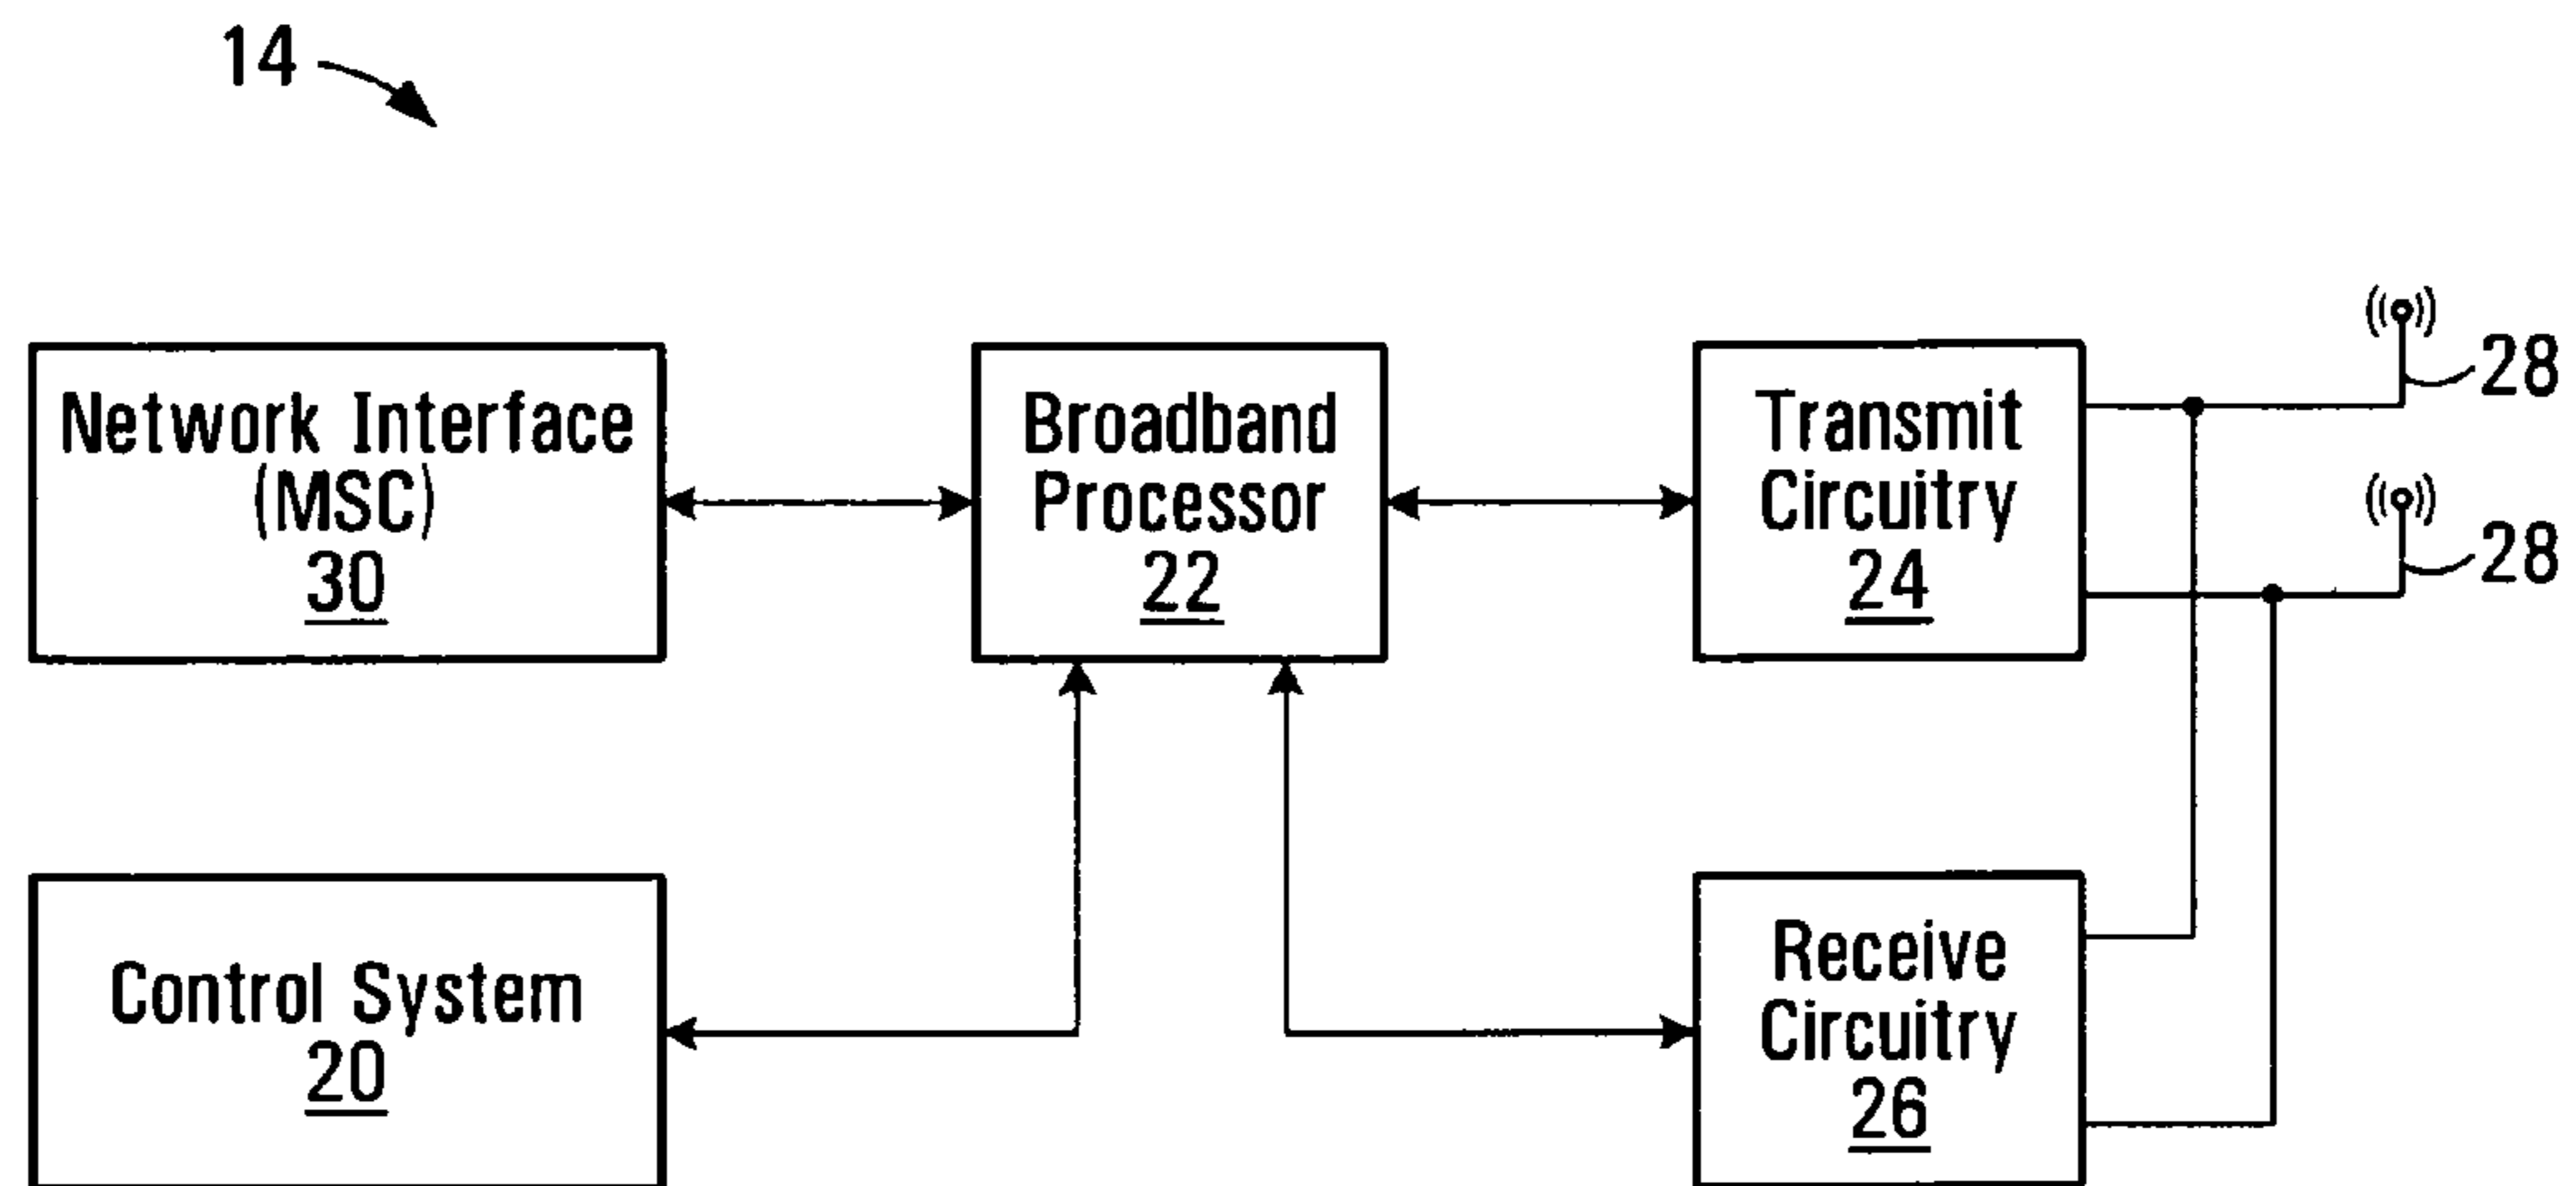 14
Network Interface
(MSC)
30
Broadband
Processor
22
Transmit
Circuitry
24
28
28
Control System
20
Receive
Circuitry
26